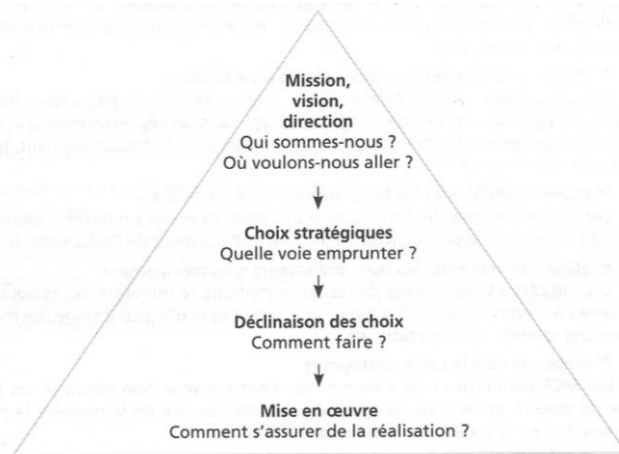 Mission,
vision,
direction
Qui sommes-nous ?
Où voulons-nous aller ?
Choix stratégiques
Quelle voie emprunter ?
Déclinaison des choix
Comment faire ?
Mise en œuvre
Comment s'assurer de la réalisation ?